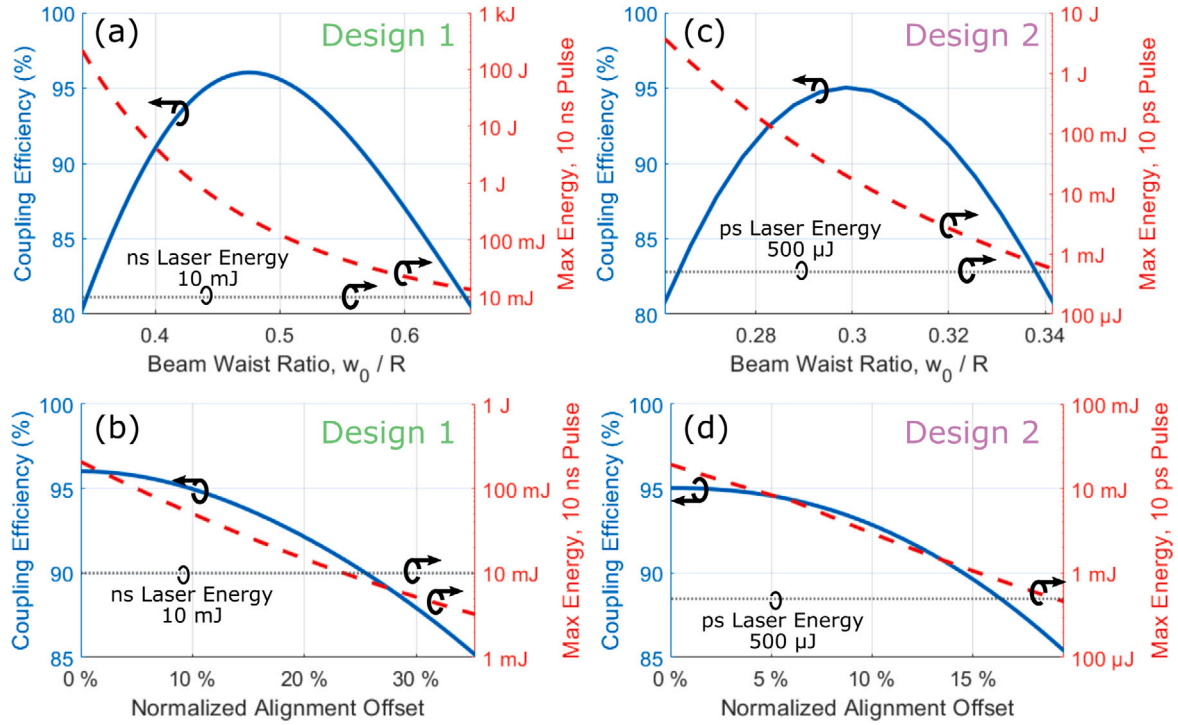 (a)
Design 1
Coupling Efficiency (%)
100
95
90
85
80
1 kJ
100 J
10 J
1 J
100 mJ
10 mJ
Max Energy, 10 ns Pulse
ns Laser Energy
10 mJ
0.4
0.5
0.6
Beam Waist Ratio, w0 / R
(c)
Design 2
Coupling Efficiency (%)
100
95
90
85
80
10 J
1 J
100 mJ
10 mJ
1 mJ
100 μJ
Max Energy, 10 ps Pulse
ps Laser Energy
500 μJ
0.28
0.3
0.32
0.34
Beam Waist Ratio, w0 / R
(b)
Design 1
Coupling Efficiency (%)
100
95
90
85
1 J
100 mJ
10 mJ
1 mJ
Max Energy, 10 ns Pulse
ns Laser Energy
10 mJ
0 %
10 %
20 %
30 %
Normalized Alignment Offset
(d)
Design 2
Coupling Efficiency (%)
100
95
90
85
100 mJ
10 mJ
1 mJ
100 μJ
Max Energy, 10 ps Pulse
ps Laser Energy
500 μJ
0 %
5%
10%
15%
Normalized Alignment Offset